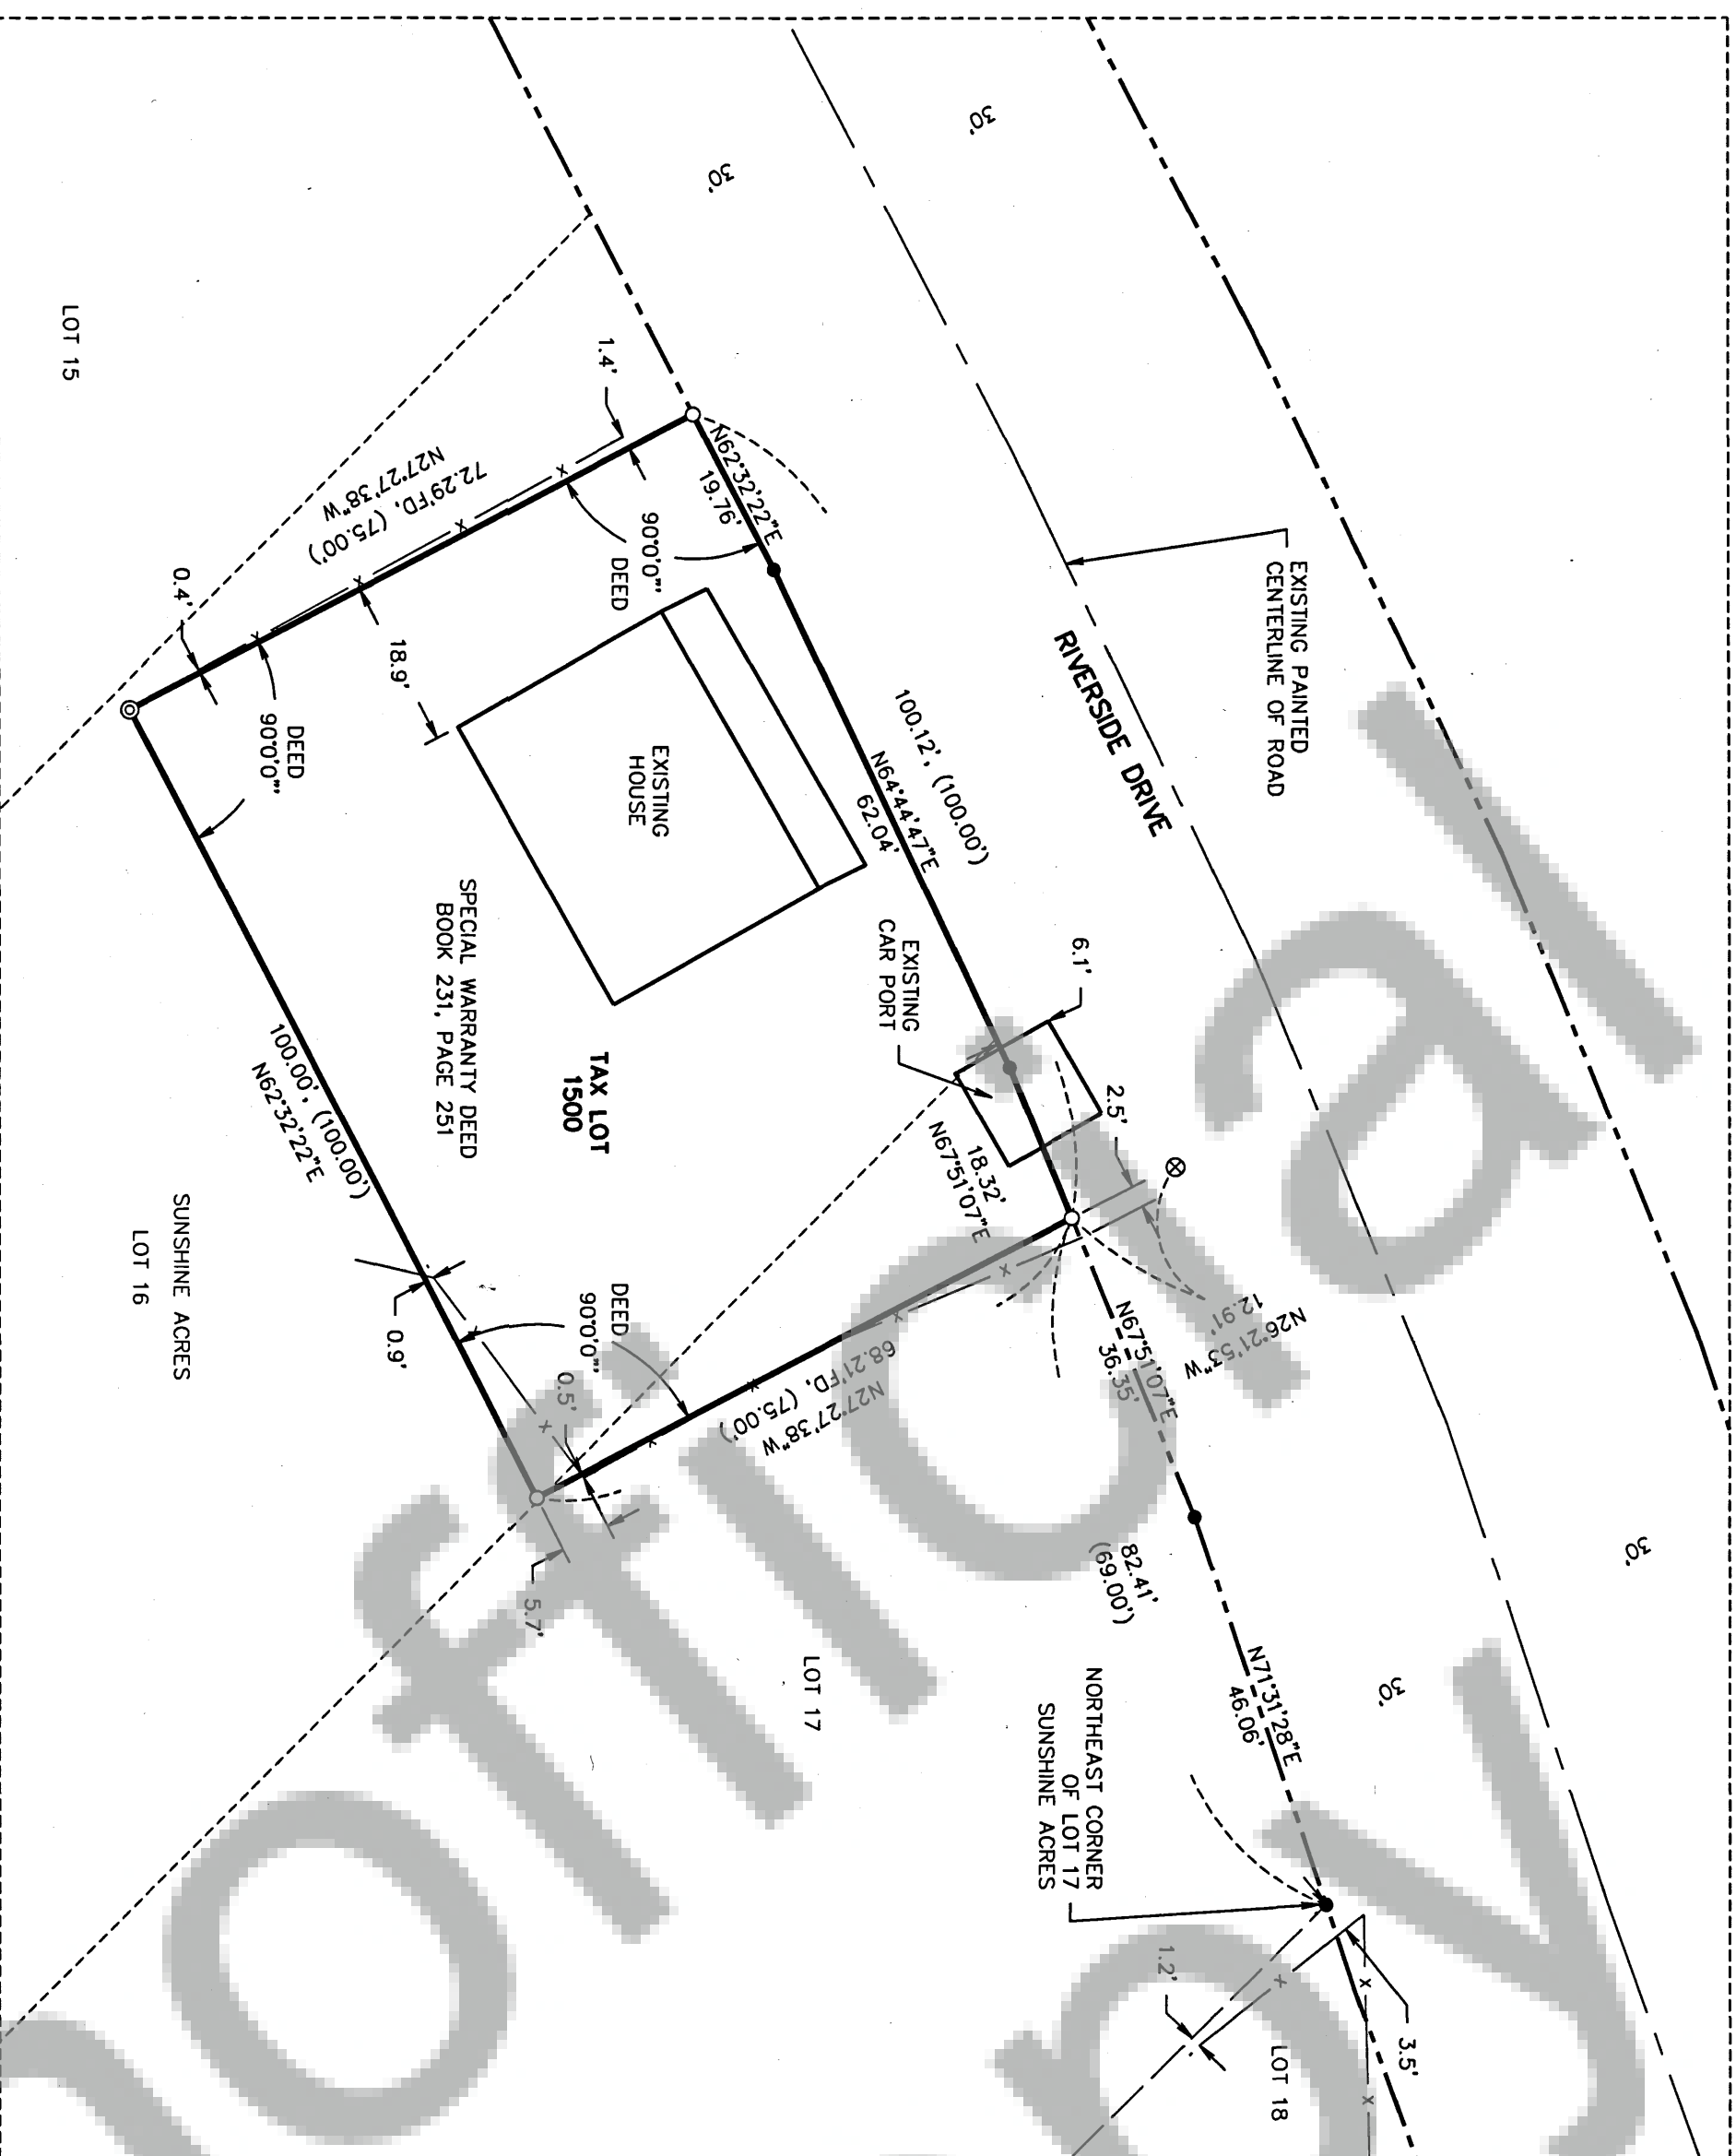 30'
30'
EXISTING PAINTED
CENTERLINE OF ROAD
RIVERSIDE DRIVE
LOT 15
1.4'
N62°32'22"E
19.76'
90°0'0"
DEED
72.29'FD, (75.00')
N27°27'38"W
0.4'
18.9'
DEED
90°0'0"
EXISTING
HOUSE
100.12', (100.00')
N64°44'47"E
62.04'
EXISTING
CAR PORT
6.1'
2.5'
SPECIAL WARRANTY DEED
BOOK 231, PAGE 251
TAX LOT
1500
18.32'
N67°51'07"E
100.00', (100.00')
N62°32'22"E
SUNSHINE ACRES
LOT 16
0.9'
DEED
90°0'0"
0.5'
68.21'FD, (75.00')
N27°27'38"W
N26°21'53"W
12.91'
N67°51'07"E
36.35'
5.7'
82.41'
(69.00')
LOT 17
30'
30'
N71°31'28"E
46.06'
NORTHEAST CORNER
OF LOT 17
SUNSHINE ACRES
1.2'
3.5'
LOT 18